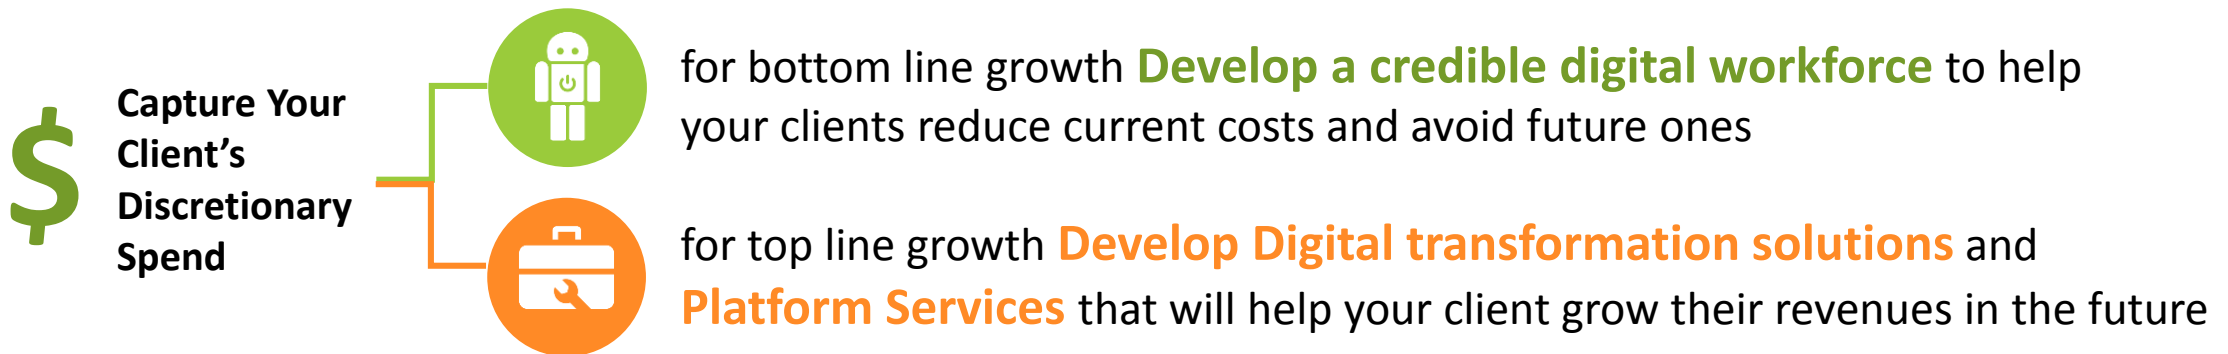 $
Capture Your
Client’s
Discretionary
Spend
for bottom line growth Develop a credible digital workforce to help
your clients reduce current costs and avoid future ones
for top line growth Develop Digital transformation solutions and
Platform Services that will help your client grow their revenues in the future